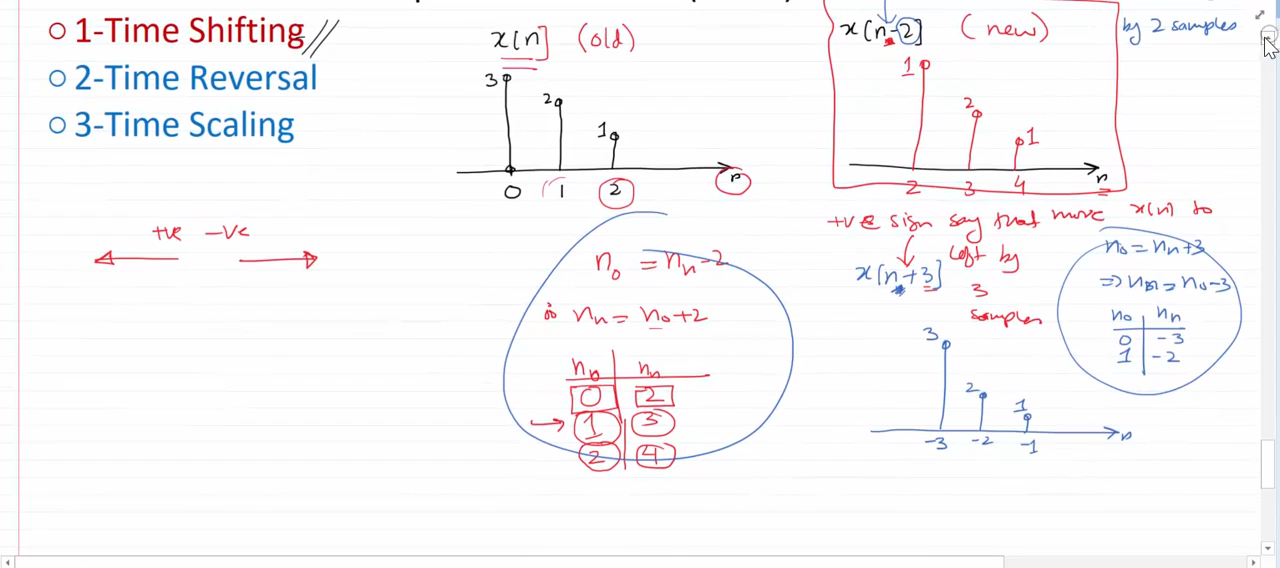 ○ 1-Time Shifting
○ 2-Time Reversal
○ 3-Time Scaling
+ve -ve
x[n] (old)
3 2 1
0 1 2 n
n₀ = nₙ-2
∴ nₙ = n₀+2
n₀ nₙ
0 2
1 3
2 4
x[n-2] (new)
by 2 samples
1 2 1
2 3 4 n
+ve sign say that move x(n) to
left by
x[n+3]
3
samples
n₀ = nₙ+3
⇒ nₙ = n₀-3
n₀ nₙ
0 -3
1 -2
3 2 1
-3 -2 -1 n